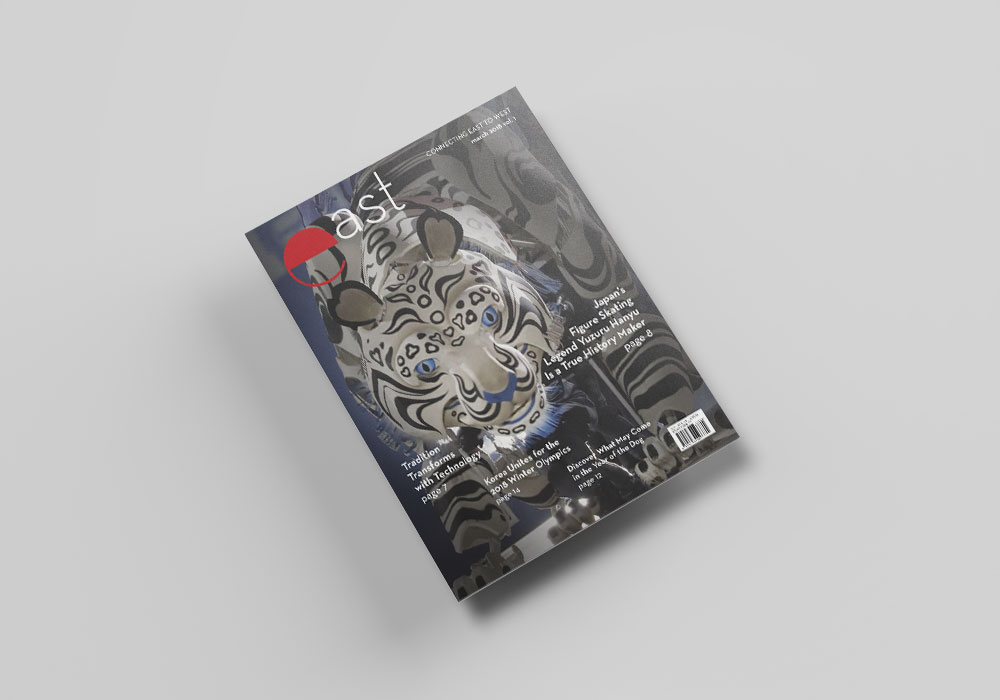 CONNECTING EAST TO WEST
march 2018 vol. 1
east
Japan's
Figure Skating
Legend Yuzuru Hanyu
Is a True History Maker
page 8
Tradition
Transforms
with Technology
page 7
Korea Unites for the
2018 Winter Olympics
page 14
Discover What May Come
in the Year of the Dog
page 12